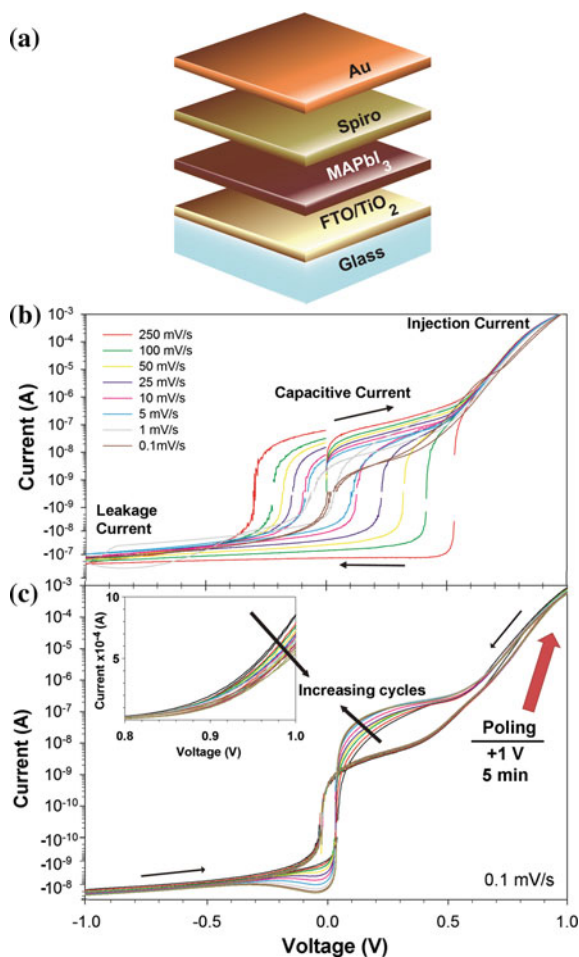 (a)
Au
Spiro
MAPbI3
FTO/TiO2
Glass
(b)
10-3
10-4
10-5
10-6
10-7
10-8
10-9
-10-9
-10-8
-10-7
Current (A)
250 mV/s
100 mV/s
50 mV/s
25 mV/s
10 mV/s
5 mV/s
1 mV/s
0.1mV/s
Injection Current
Capacitive Current
Leakage
Current
(c)
10-3
10-4
10-5
10-6
10-7
10-8
10-9
10-10
-10-10
-10-9
-10-8
Current (A)
10
5
Current x10-4 (A)
0.8 0.9 1.0
Voltage (V)
Increasing cycles
Poling
+1 V
5 min
0.1 mV/s
-1.0 -0.5 0.0 0.5 1.0
Voltage (V)